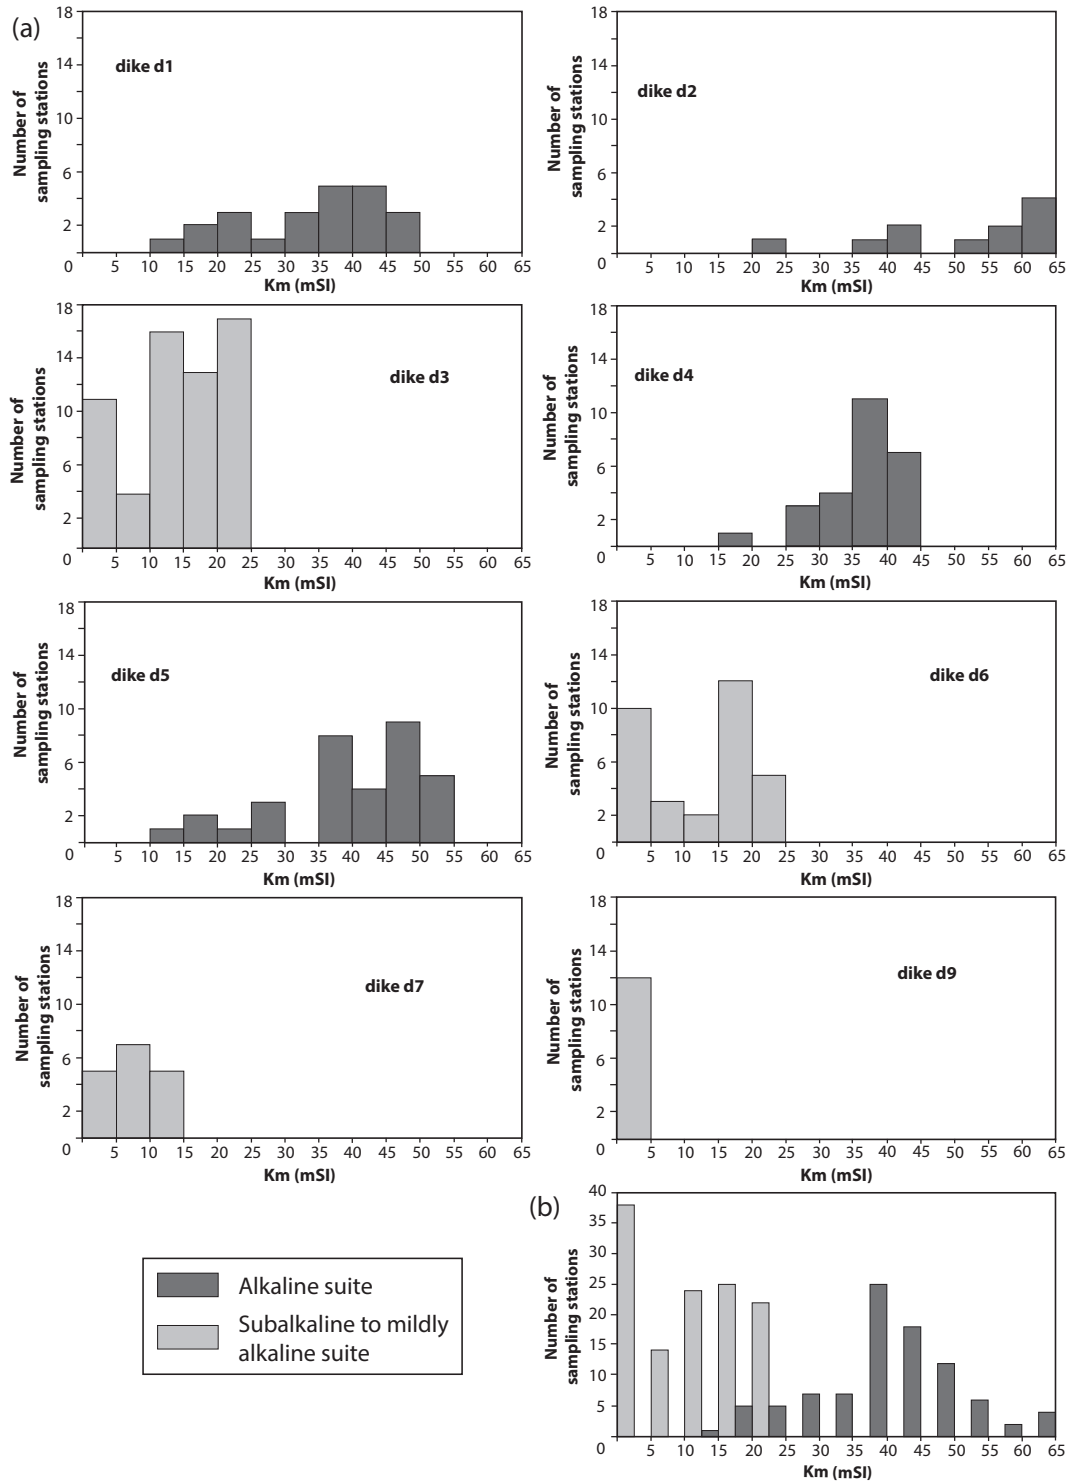 (a)
18
14
10
6
2
0
Number of
sampling stations
dike d1
5 10 15 20 25 30 35 40 45 50 55 60 65
Km (mSI)
18
14
10
6
2
0
Number of
sampling stations
dike d2
5 10 15 20 25 30 35 40 45 50 55 60 65
Km (mSI)
18
14
10
6
2
0
Number of
sampling stations
dike d3
5 10 15 20 25 30 35 40 45 50 55 60 65
Km (mSI)
18
14
10
6
2
0
Number of
sampling stations
dike d4
5 10 15 20 25 30 35 40 45 50 55 60 65
Km (mSI)
18
14
10
6
2
0
Number of
sampling stations
dike d5
5 10 15 20 25 30 35 40 45 50 55 60 65
Km (mSI)
18
14
10
6
2
0
Number of
sampling stations
dike d6
5 10 15 20 25 30 35 40 45 50 55 60 65
Km (mSI)
18
14
10
6
2
0
Number of
sampling stations
dike d7
5 10 15 20 25 30 35 40 45 50 55 60 65
Km (mSI)
18
14
10
6
2
0
Number of
sampling stations
dike d9
5 10 15 20 25 30 35 40 45 50 55 60 65
Km (mSI)
Alkaline suite
Subalkaline to mildly
alkaline suite
(b)
40
35
30
25
20
15
10
5
0
Number of
sampling stations
5 10 15 20 25 30 35 40 45 50 55 60 65
Km (mSI)